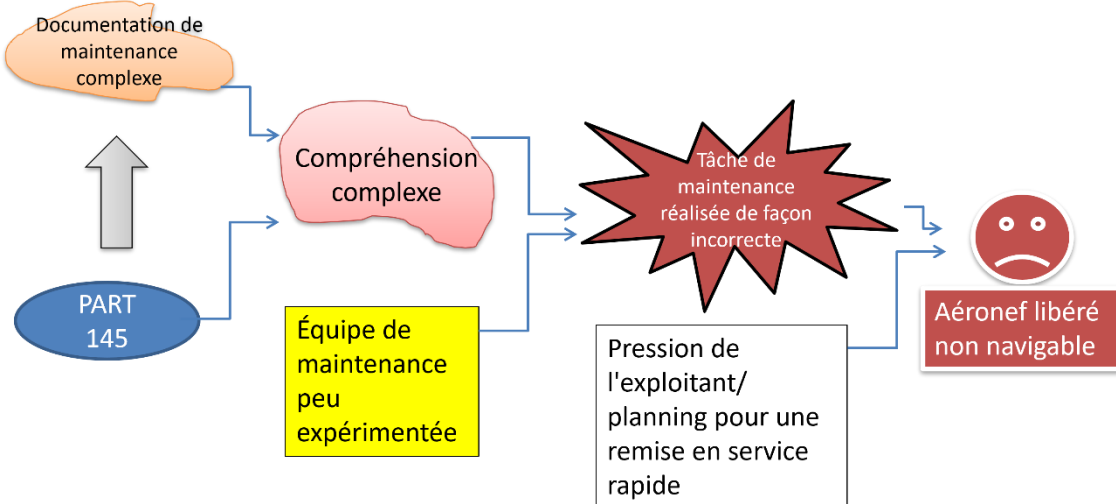 Documentation de
maintenance
complexe
PART
145
Compréhension
complexe
Équipe de
maintenance
peu
expérimentée
Tâche de
maintenance
réalisée de façon
incorrecte
Pression de
l'exploitant/
planning pour une
remise en service
rapide
Aéronef libéré
non navigable